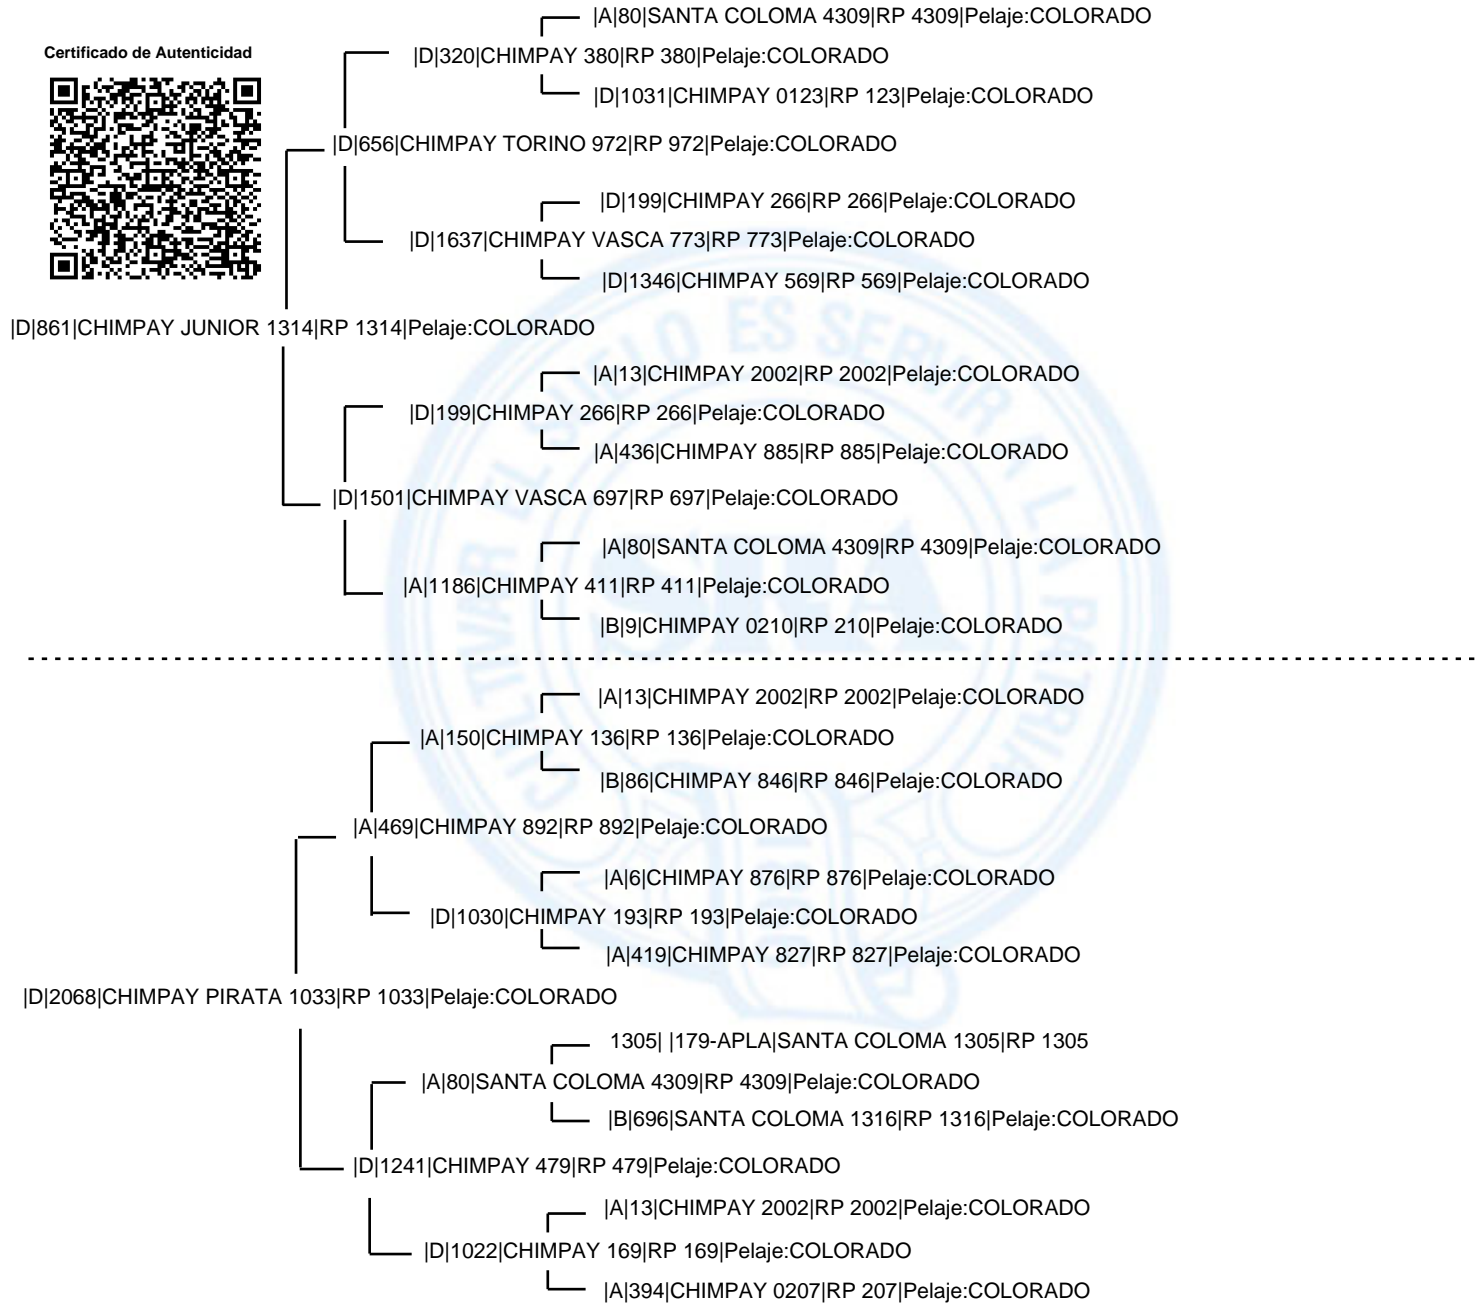 |A|80|SANTA COLOMA 4309|RP 4309|Pelaje:COLORADO
Certificado de Autenticidad
|D|320|CHIMPAY 380|RP 380|Pelaje:COLORADO
|D|1031|CHIMPAY 0123|RP 123|Pelaje:COLORADO
|D|656|CHIMPAY TORINO 972|RP 972|Pelaje:COLORADO
|D|199|CHIMPAY 266|RP 266|Pelaje:COLORADO
|D|1637|CHIMPAY VASCA 773|RP 773|Pelaje:COLORADO
|D|1346|CHIMPAY 569|RP 569|Pelaje:COLORADO
|D|861|CHIMPAY JUNIOR 1314|RP 1314|Pelaje:COLORADO
|A|13|CHIMPAY 2002|RP 2002|Pelaje:COLORADO
|D|199|CHIMPAY 266|RP 266|Pelaje:COLORADO
|A|436|CHIMPAY 885|RP 885|Pelaje:COLORADO
|D|1501|CHIMPAY VASCA 697|RP 697|Pelaje:COLORADO
|A|80|SANTA COLOMA 4309|RP 4309|Pelaje:COLORADO
|A|1186|CHIMPAY 411|RP 411|Pelaje:COLORADO
|B|9|CHIMPAY 0210|RP 210|Pelaje:COLORADO
|A|13|CHIMPAY 2002|RP 2002|Pelaje:COLORADO
|A|150|CHIMPAY 136|RP 136|Pelaje:COLORADO
|B|86|CHIMPAY 846|RP 846|Pelaje:COLORADO
|A|469|CHIMPAY 892|RP 892|Pelaje:COLORADO
|A|6|CHIMPAY 876|RP 876|Pelaje:COLORADO
|D|1030|CHIMPAY 193|RP 193|Pelaje:COLORADO
|A|419|CHIMPAY 827|RP 827|Pelaje:COLORADO
|D|2068|CHIMPAY PIRATA 1033|RP 1033|Pelaje:COLORADO
1305| |179-APLA|SANTA COLOMA 1305|RP 1305
|A|80|SANTA COLOMA 4309|RP 4309|Pelaje:COLORADO
|B|696|SANTA COLOMA 1316|RP 1316|Pelaje:COLORADO
|D|1241|CHIMPAY 479|RP 479|Pelaje:COLORADO
|A|13|CHIMPAY 2002|RP 2002|Pelaje:COLORADO
|D|1022|CHIMPAY 169|RP 169|Pelaje:COLORADO
|A|394|CHIMPAY 0207|RP 207|Pelaje:COLORADO
CULTIVAR EL SUELO ES SERVIR A LA PATRIA
SRA
1866